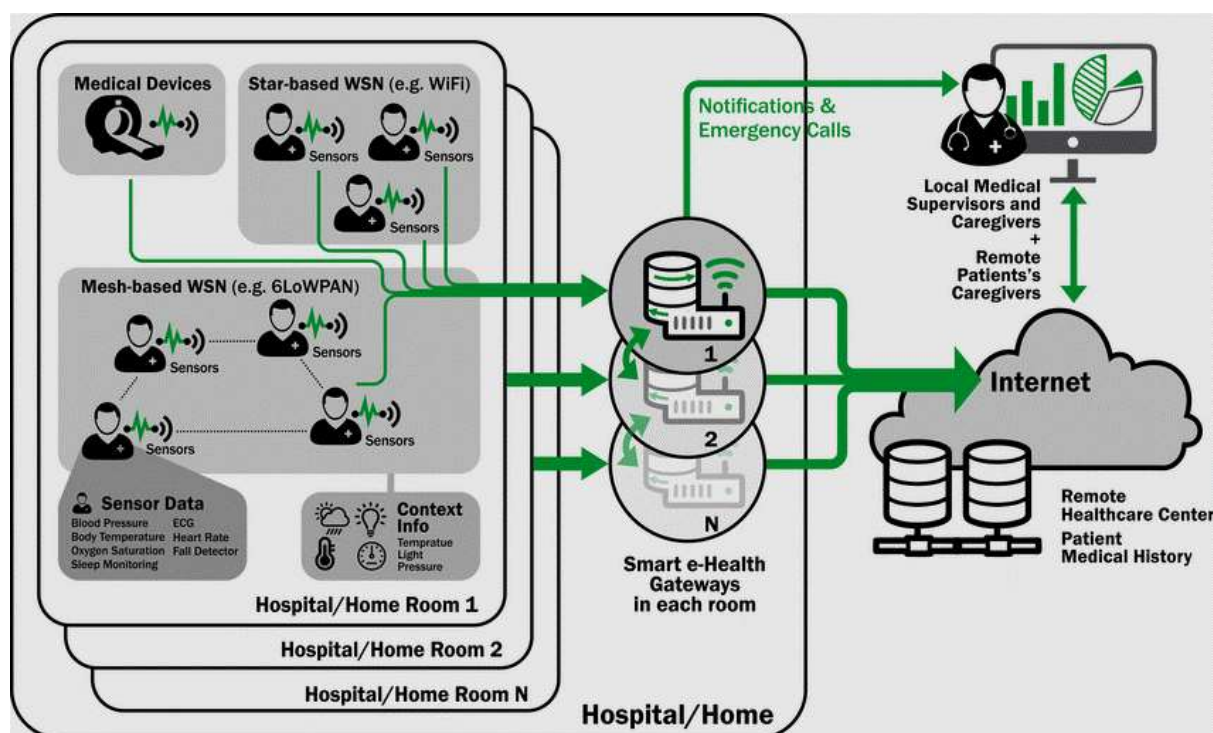 Medical Devices
Star-based WSN (e.g. WiFi)
Sensors
Sensors
Sensors
Mesh-based WSN (e.g. 6LoWPAN)
Sensors
Sensors
Sensors
Sensors
Sensor Data
Blood Pressure ECG
Body Temperature Heart Rate
Oxygen Saturation Fall Detector
Sleep Monitoring
Context
Info
Tempratue
Light
Pressure
Hospital/Home Room 1
Hospital/Home Room 2
Hospital/Home Room N
Notifications &
Emergency Calls
1
2
N
Smart e-Health
Gateways
in each room
Hospital/Home
Local Medical
Supervisors and
Caregivers
+
Remote
Patients's
Caregivers
Internet
Remote
Healthcare Center
Patient
Medical History